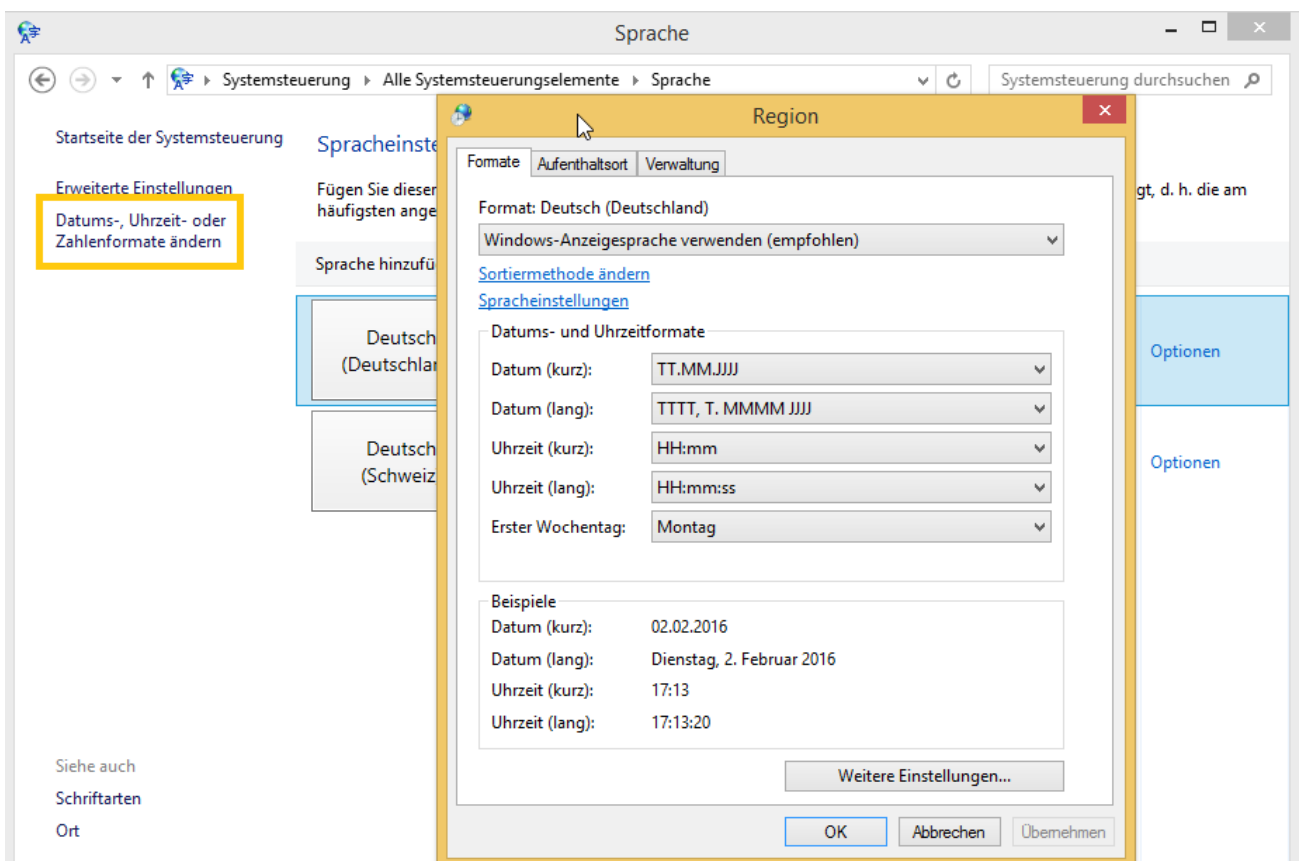 Sprache
Systemsteuerung Alle Systemsteuerungselemente Sprache
Systemsteuerung durchsuchen
Startseite der Systemsteuerung
Erweiterte Einstellungen
Datums-, Uhrzeit- oder
Zahlenformate ändern
Siehe auch
Schriftarten
Ort
Spracheinste
Fügen Sie dieser
gt, d. h. die am
häufigsten ange
Sprache hinzufü
Deutsch
(Deutschlan
Optionen
Deutsch
(Schweiz
Optionen
Region
Formate Aufenthaltsort Verwaltung
Format: Deutsch (Deutschland)
Windows-Anzeigesprache verwenden (empfohlen)
Sortiermethode ändern
Spracheinstellungen
Datums- und Uhrzeitformate
Datum (kurz): TT.MM.JJJJ
Datum (lang): TTTT, T. MMMM JJJJ
Uhrzeit (kurz): HH:mm
Uhrzeit (lang): HH:mm:ss
Erster Wochentag: Montag
Beispiele
Datum (kurz): 02.02.2016
Datum (lang): Dienstag, 2. Februar 2016
Uhrzeit (kurz): 17:13
Uhrzeit (lang): 17:13:20
Weitere Einstellungen...
OK Abbrechen Übernehmen